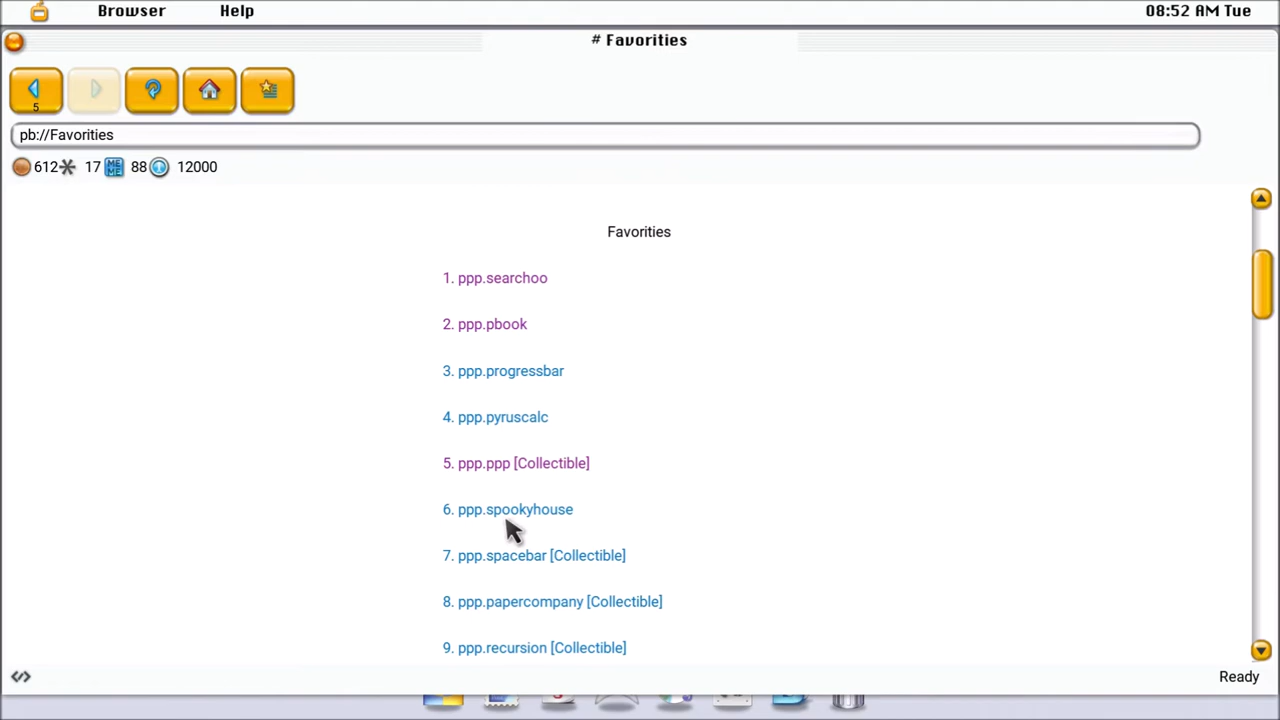 Browser Help 08:52 AM Tue
# Favorities
5
pb://Favorities
612 17 MEME 88 12000
Favorities
1. ppp.searchoo
2. ppp.pbook
3. ppp.progressbar
4. ppp.pyruscalc
5. ppp.ppp [Collectible]
6. ppp.spookyhouse
7. ppp.spacebar [Collectible]
8. ppp.papercompany [Collectible]
9. ppp.recursion [Collectible]
Ready